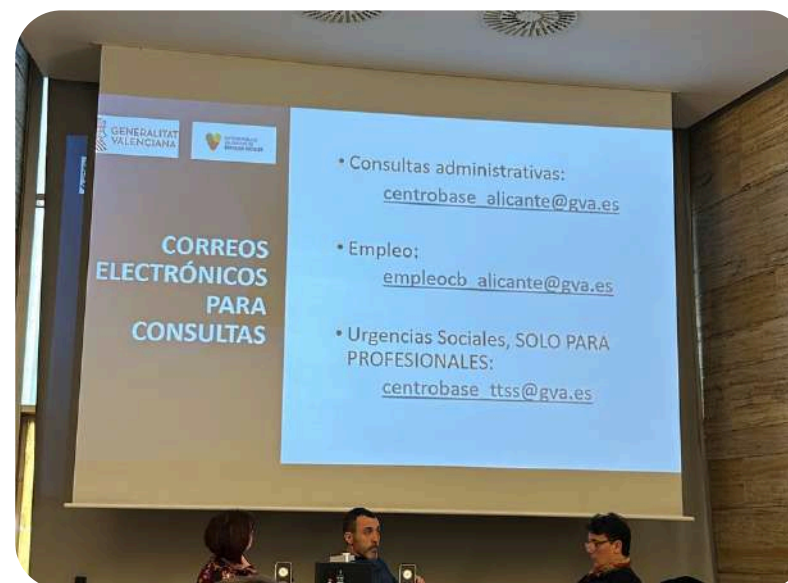 GENERALITAT
VALENCIANA
CORREOS
ELECTRÓNICOS
PARA
CONSULTAS
• Consultas administrativas:
centrobase_alicante@gva.es
• Empleo:
empleocb_alicante@gva.es
• Urgencias Sociales, SOLO PARA
PROFESIONALES:
centrobase_ttss@gva.es